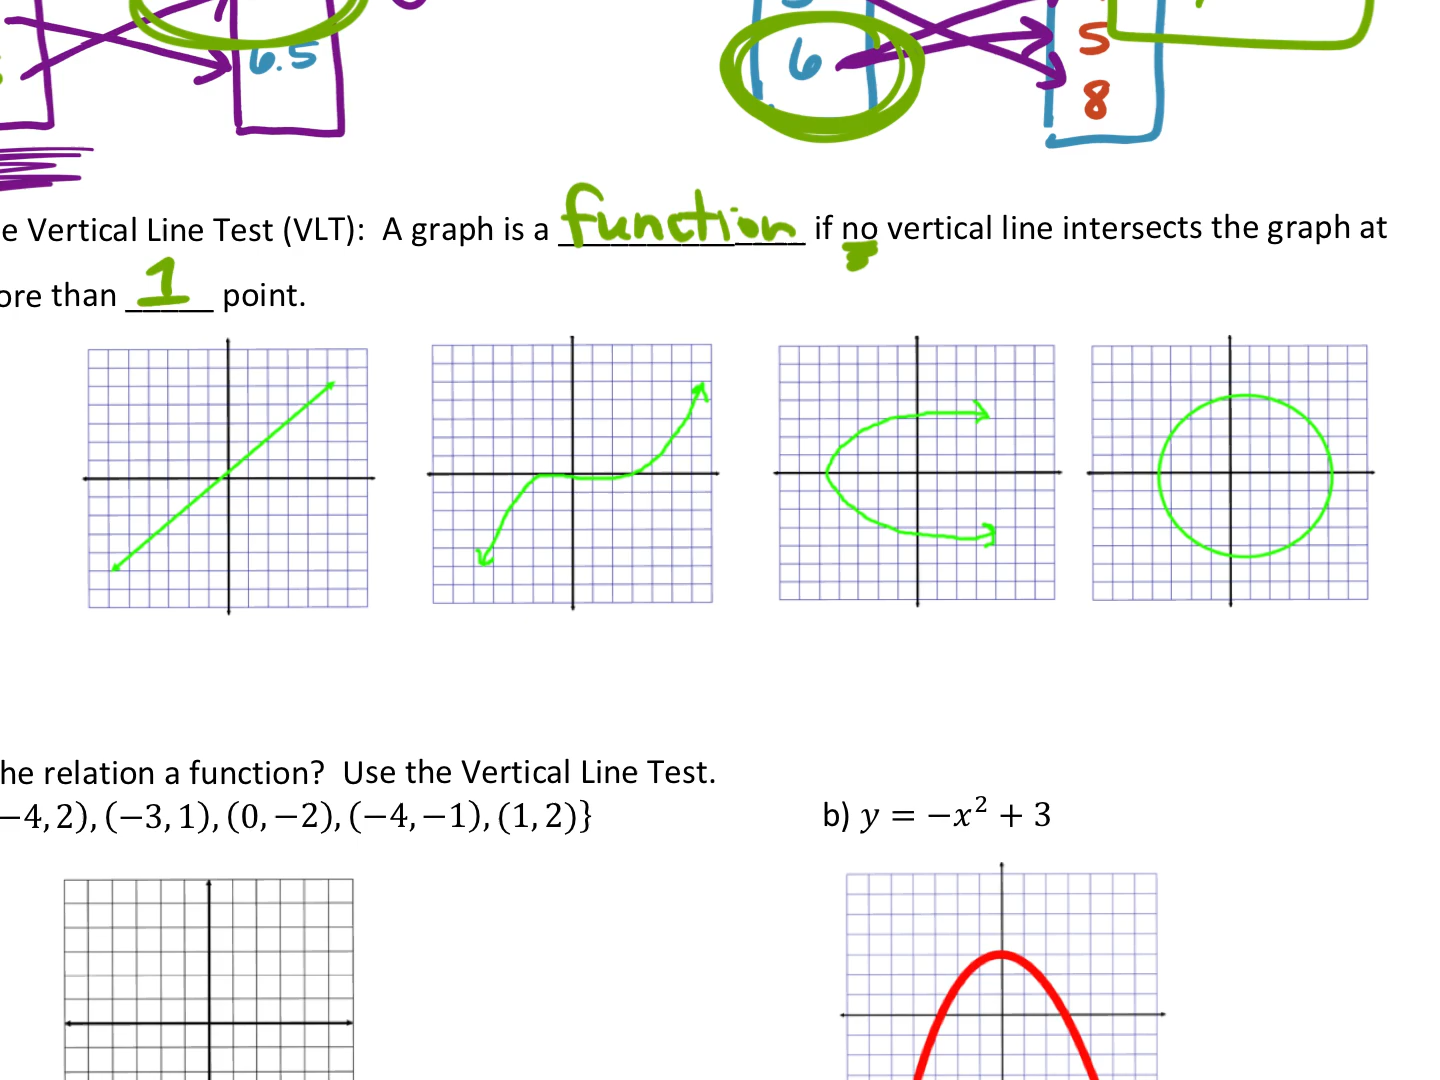 6.5
6
5
8
e Vertical Line Test (VLT): A graph is a function if no vertical line intersects the graph at
ore than 1 point.
he relation a function? Use the Vertical Line Test.
−4, 2), (−3, 1), (0, −2), (−4, −1), (1, 2)}
b) y = −x² + 3